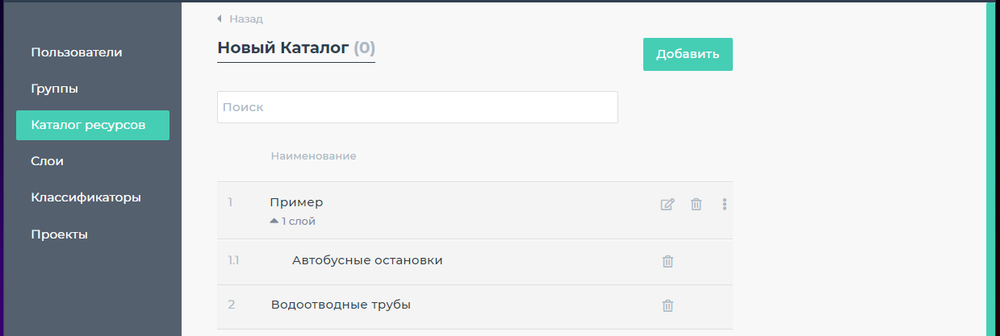 Назад
Новый Каталог (0)
Добавить
Пользователи
Группы
Каталог ресурсов
Слои
Классификаторы
Проекты
Поиск
Наименование
1 Пример
1 слой
1.1 Автобусные остановки
2 Водоотводные трубы